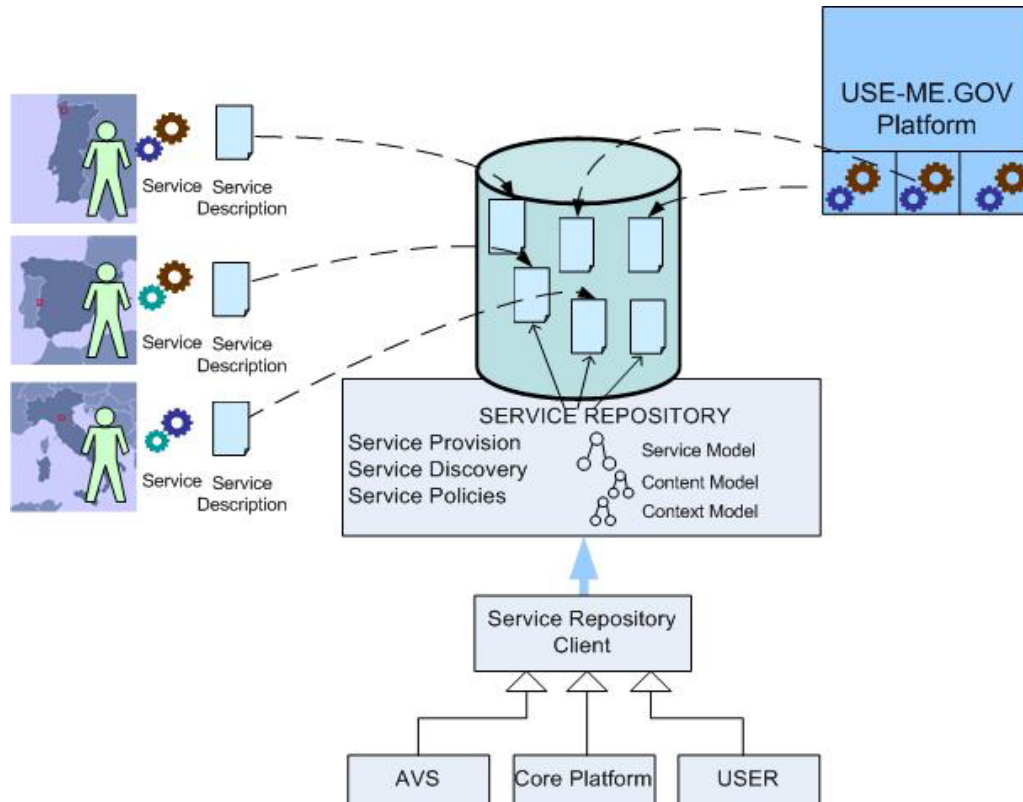 USE-ME.GOV
Platform
Service
Service
Description
Service
Service
Description
Service
Service
Description
SERVICE REPOSITORY
Service Provision
Service Discovery
Service Policies
Service Model
Content Model
Context Model
Service Repository
Client
AVS
Core Platform
USER